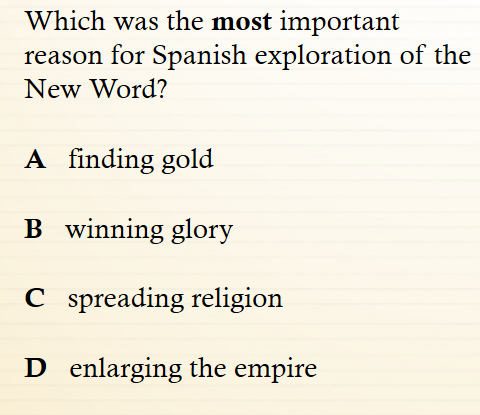 Which was the most important
reason for Spanish exploration of the
New Word?
A finding gold
B winning glory
C spreading religion
D enlarging the empire